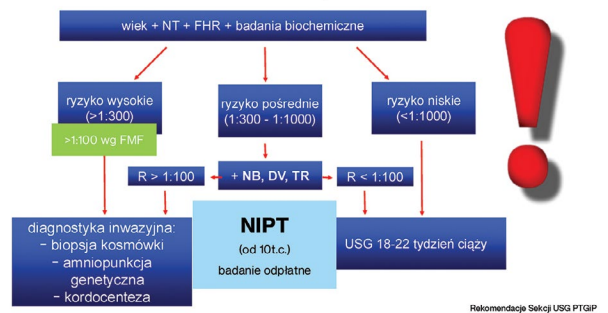 wiek + NT + FHR + badania biochemiczne
ryzyko wysokie
(>1:300)
>1:100 wg FMF
ryzyko pośrednie
(1:300 - 1:1000)
ryzyko niskie
(<1:1000)
R > 1:100
+ NB, DV, TR
R < 1:100
diagnostyka inwazyjna:
− biopsja kosmówki
− amniopunkcja
genetyczna
− kordocenteza
NIPT
(od 10t.c.)
badanie odpłatne
USG 18-22 tydzień ciąży
Rekomendacje Sekcji USG PTGiP